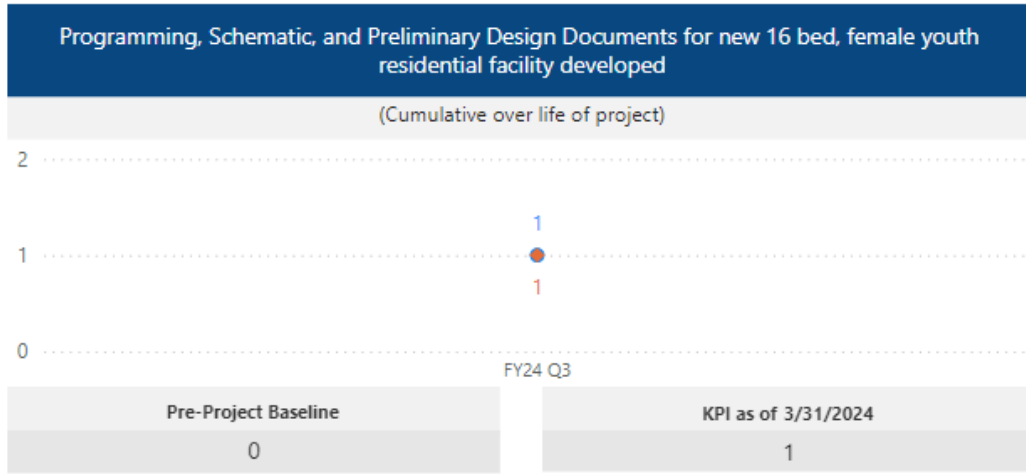 Programming, Schematic, and Preliminary Design Documents for new 16 bed, female youth
residential facility developed
(Cumulative over life of project)
2
1
1
1
0
FY24 Q3
Pre-Project Baseline
KPI as of 3/31/2024
0
1